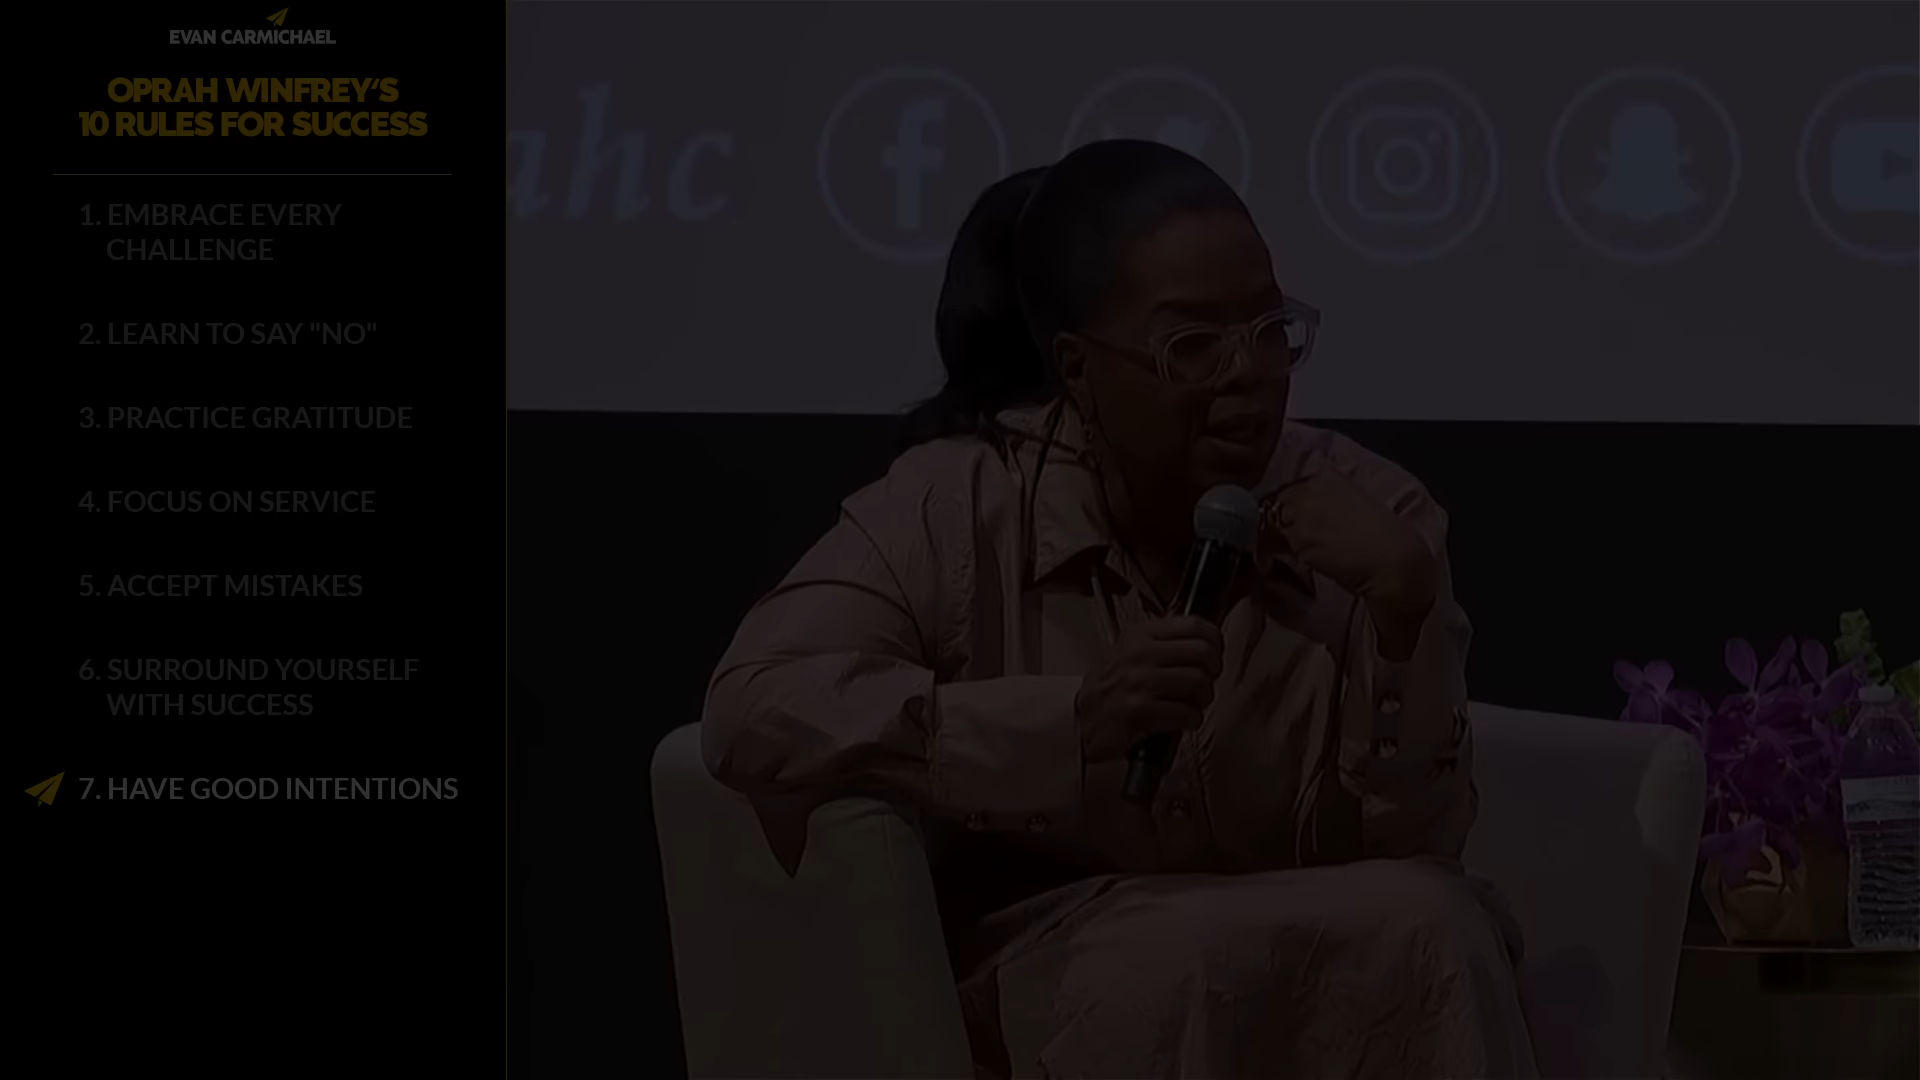 EVAN CARMICHAEL
OPRAH WINFREY'S
10 RULES FOR SUCCESS
1. EMBRACE EVERY
CHALLENGE
2. LEARN TO SAY "NO"
3. PRACTICE GRATITUDE
4. FOCUS ON SERVICE
5. ACCEPT MISTAKES
6. SURROUND YOURSELF
WITH SUCCESS
7. HAVE GOOD INTENTIONS
ahc